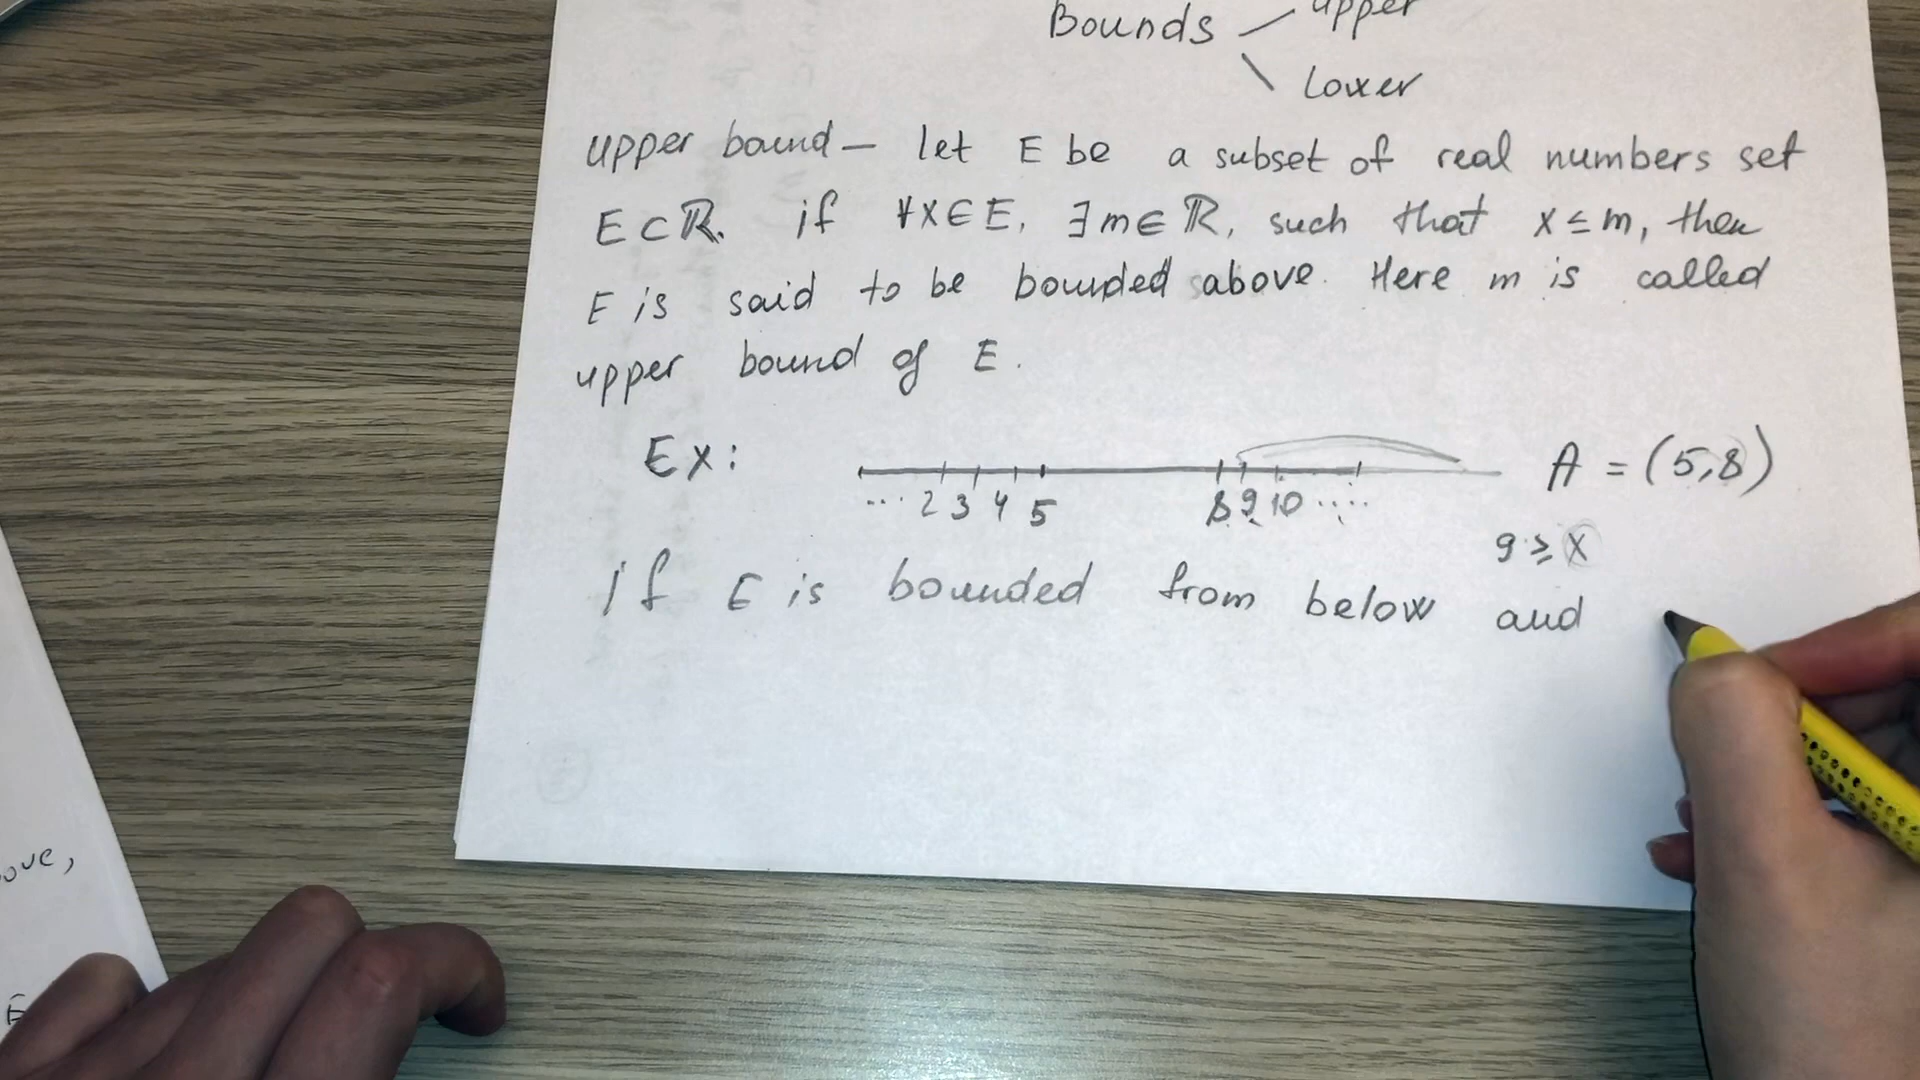 Bounds upper
Lower
upper bound — let E be a subset of real numbers set
E⊂ℝ. if ∀x∈E, ∃m∈ℝ, such that x≤m, then
E is said to be bounded above. Here m is called
upper bound of E.
Ex:
... 2 3 4 5 8 9 10 ....
A = (5,8)
9 ≥ x
If E is bounded from below and
ove,
E